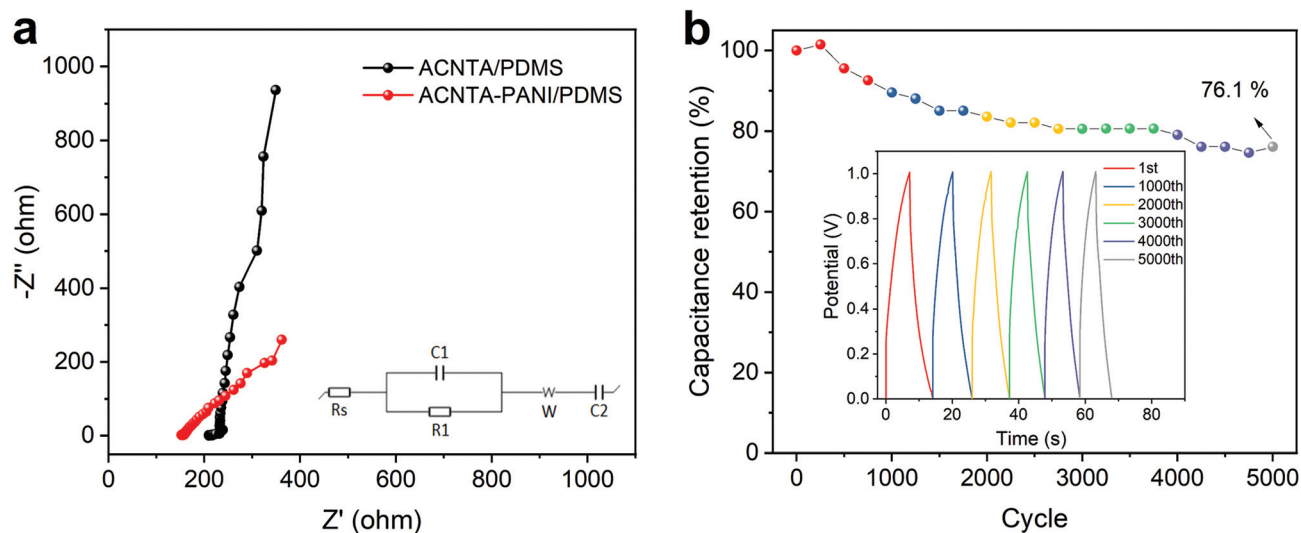 a
1000
800
600
400
200
0
-Z'' (ohm)
ACNTA/PDMS
ACNTA-PANI/PDMS
C1
Rs
R1
W
C2
0 200 400 600 800 1000
Z' (ohm)
b
100
80
60
40
20
0
Capacitance retention (%)
76.1 %
1.0
0.8
0.6
0.4
0.2
0.0
Potential (V)
1st
1000th
2000th
3000th
4000th
5000th
0 20 40 60 80
Time (s)
0 1000 2000 3000 4000 5000
Cycle